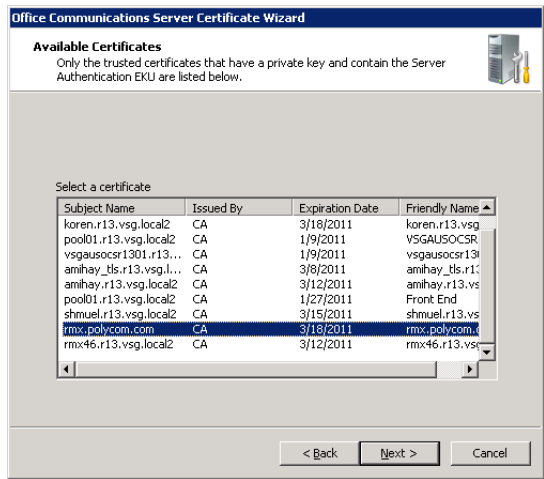 Office Communications Server Certificate Wizard
Available Certificates
Only the trusted certificates that have a private key and contain the Server
Authentication EKU are listed below.
Select a certificate
Subject Name Issued By Expiration Date Friendly Name
koren.r13.vsg.local2 CA 3/18/2011 koren.r13.vsg
pool01.r13.vsg.local2 CA 1/9/2011 VSGAUSOCSR
vsgausocsr1301.r13... CA 1/9/2011 vsgausocsr13
amihay_tls.r13.vsg.l... CA 3/8/2011 amihay_tls.r1
amihay.r13.vsg.local2 CA 3/12/2011 amihay.r13.vs
pool01.r13.vsg.local2 CA 1/27/2011 Front End
shmuel.r13.vsg.local2 CA 3/15/2011 shmuel.r13.vs
rmx.polycom.com CA 3/18/2011 rmx.polycom.
rmx46.r13.vsg.local2 CA 3/12/2011 rmx46.r13.vsg
< Back Next > Cancel